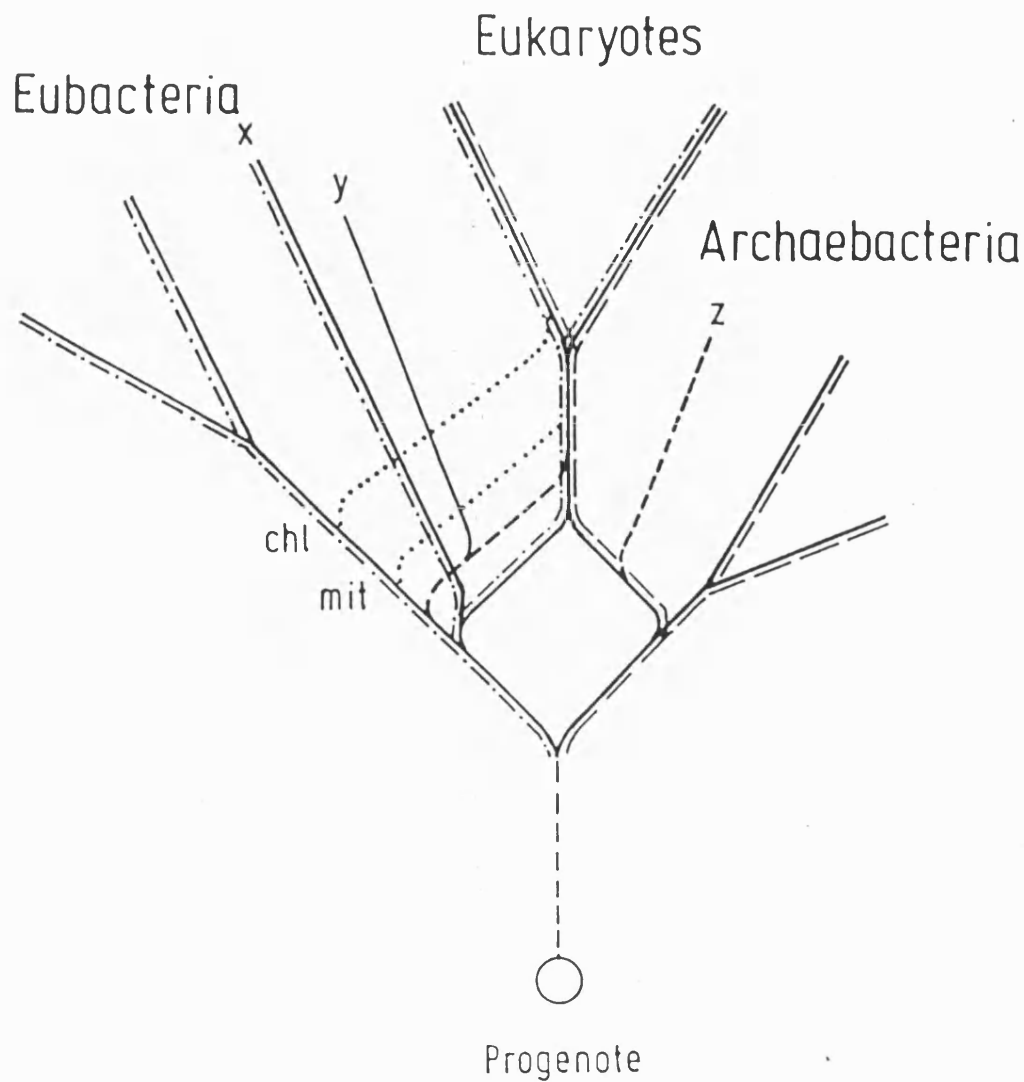 Eukaryotes
Eubacteria
x
y
Archaebacteria
z
chl
mit
Progenote